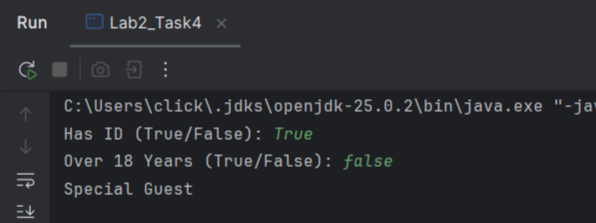 Run
Lab2_Task4
C:\Users\click\.jdks\openjdk-25.0.2\bin\java.exe "-jav
Has ID (True/False): True
Over 18 Years (True/False): false
Special Guest